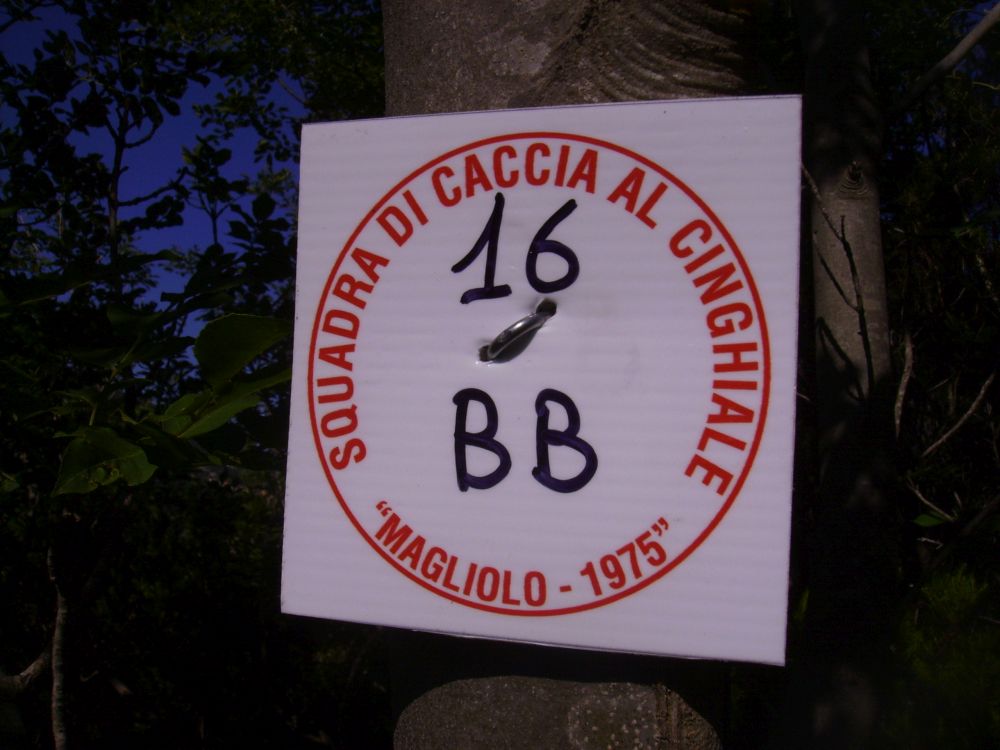 SQUADRA DI CACCIA AL CINGHIALE
16
BB
“MAGLIOLO - 1975”